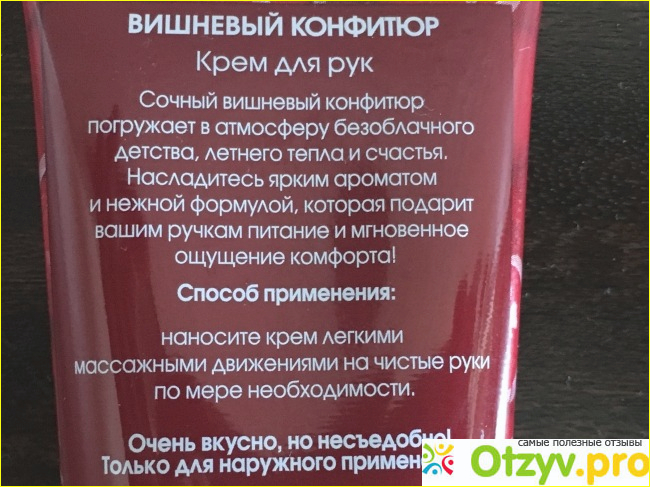 ВИШНЕВЫЙ КОНФИТЮР
Крем для рук
Сочный вишневый конфитюр
погружает в атмосферу безоблачного
детства, летнего тепла и счастья.
Насладитесь ярким ароматом
и нежной формулой, которая подарит
вашим ручкам питание и мгновенное
ощущение комфорта!
Способ применения:
наносите крем легкими
массажными движениями на чистые руки
по мере необходимости.
Очень вкусно, но несъедобно!
Только для наружного
самые полезные отзывы
Otzyv.pro